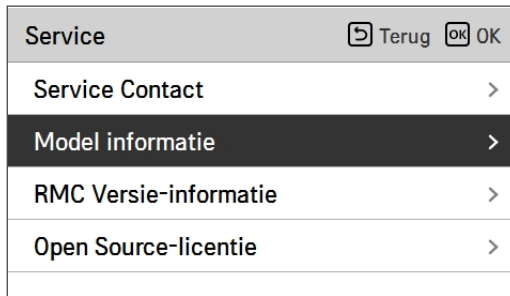 Service Terug OK OK
Service Contact
Model informatie
RMC Versie-informatie
Open Source-licentie